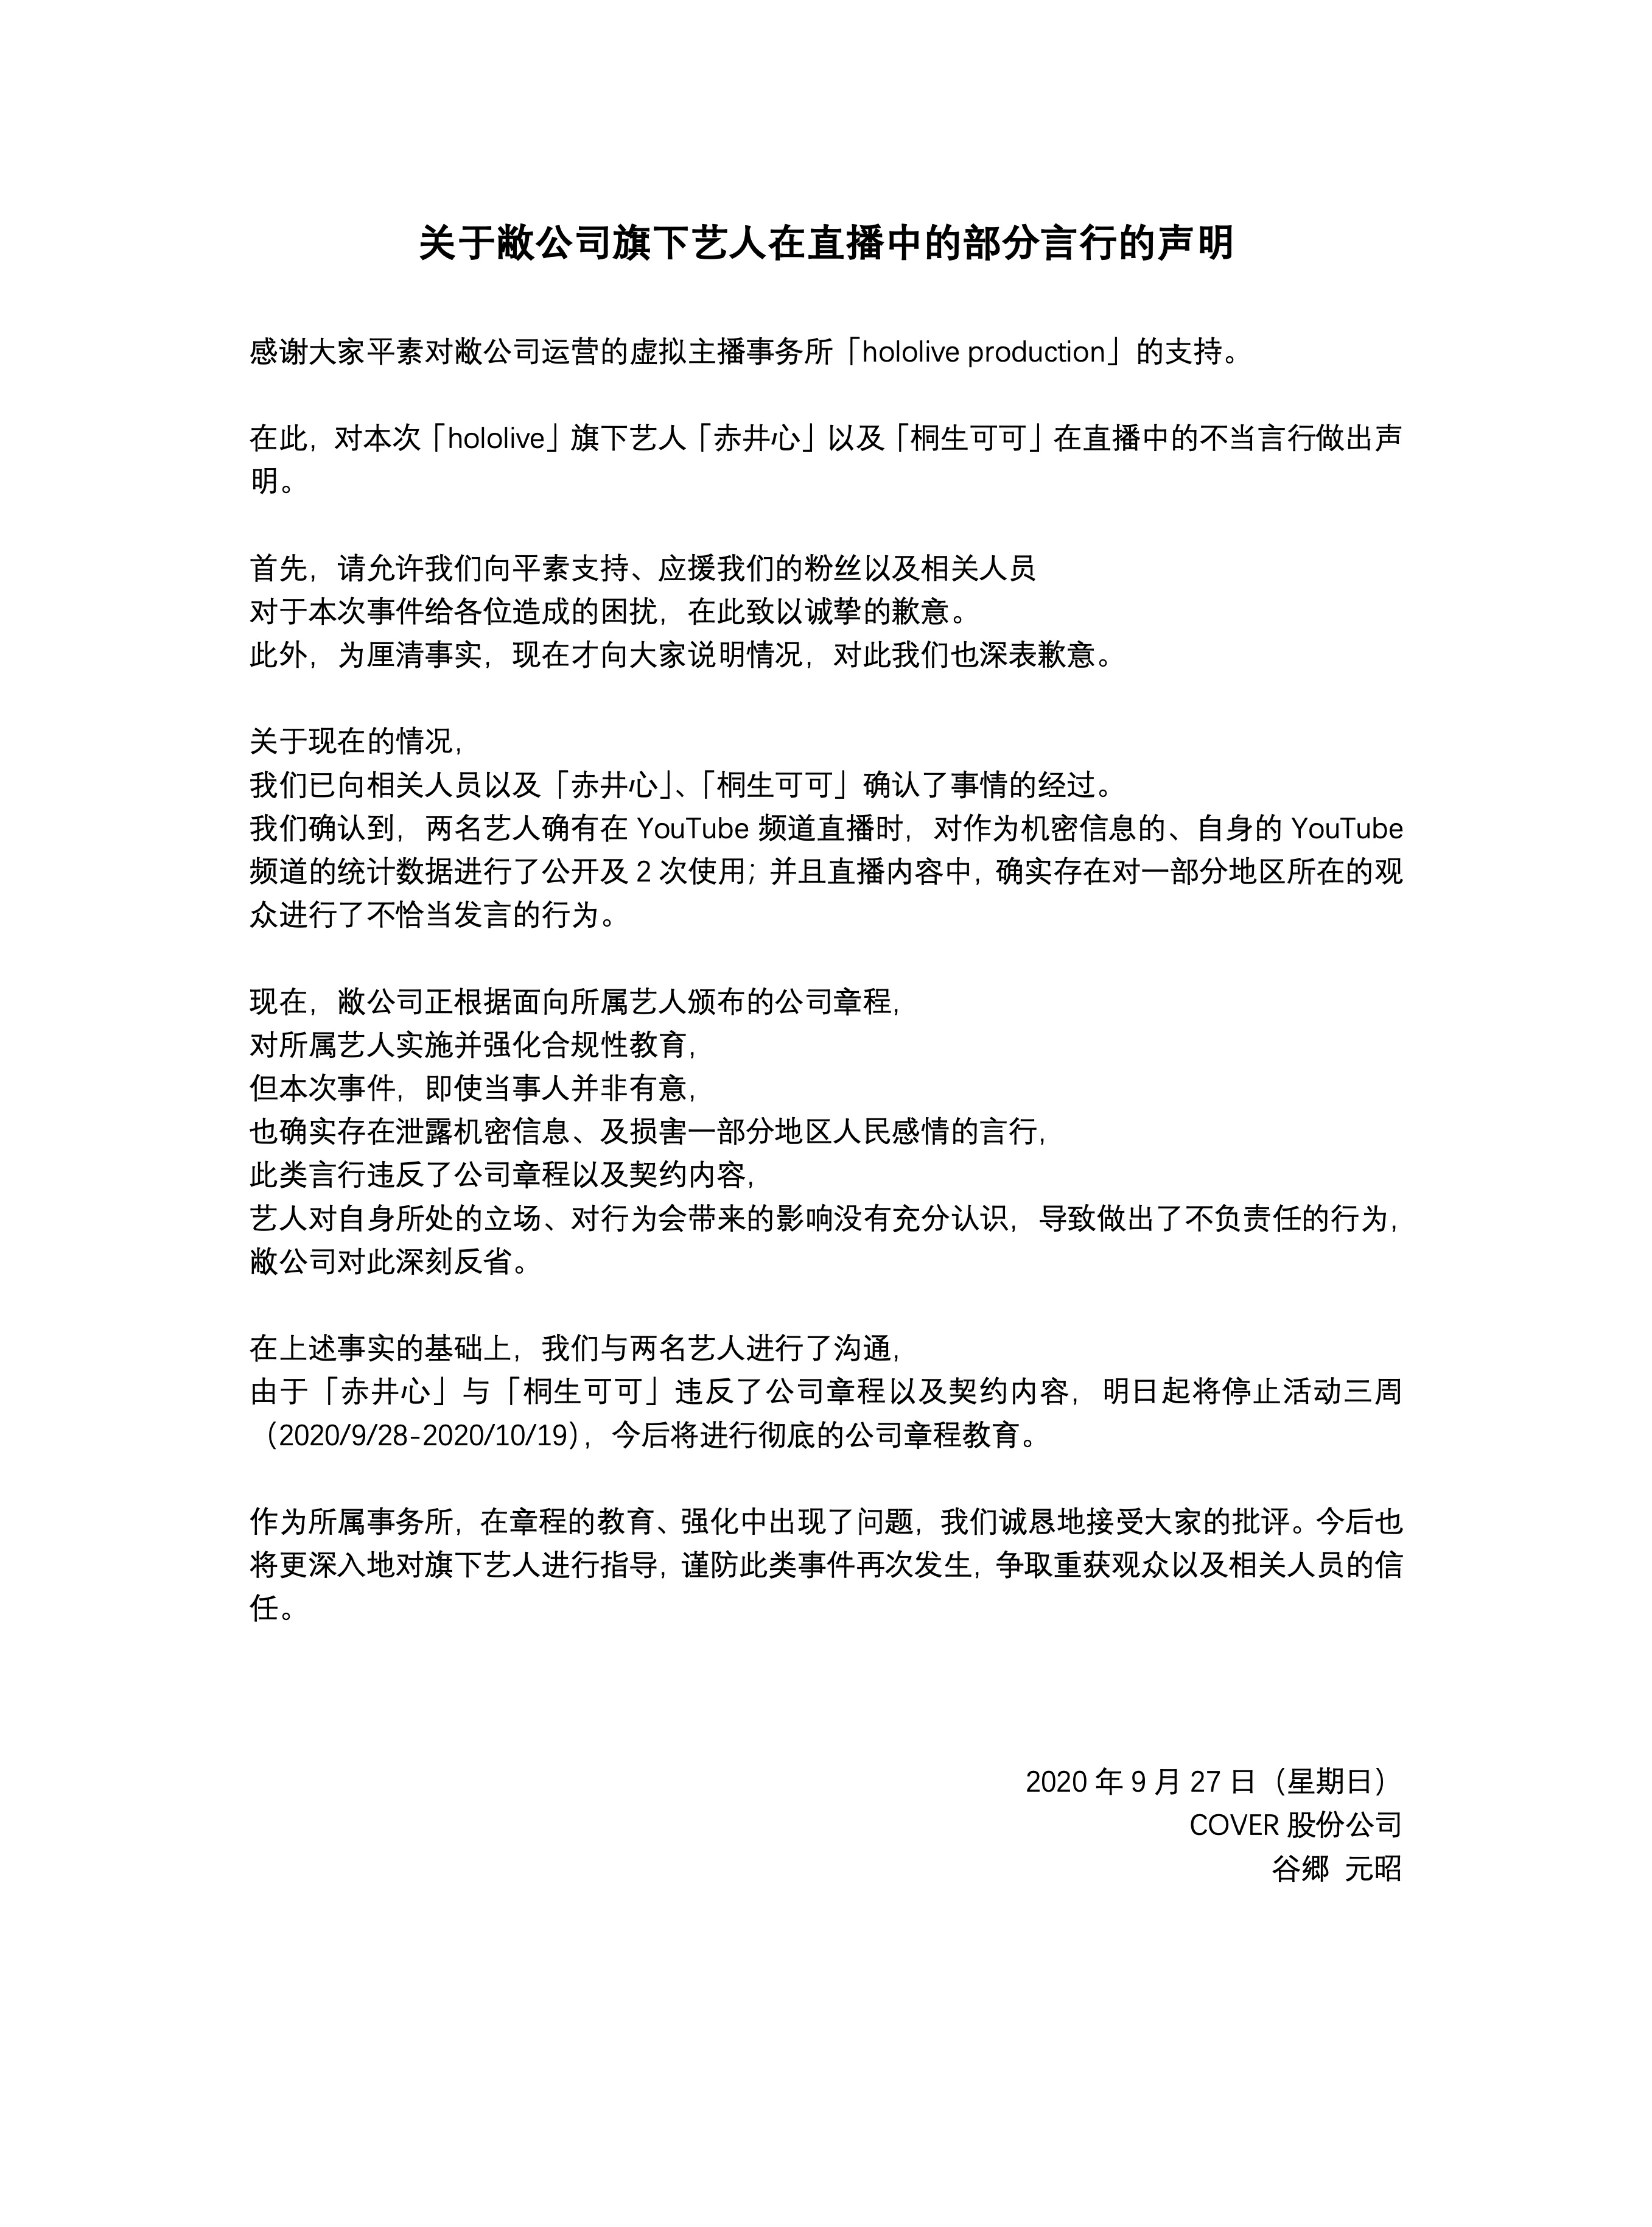 关于敝公司旗下艺人在直播中的部分言行的声明
感谢大家平素对敝公司运营的虚拟主播事务所「hololive production」的支持。
在此，对本次「hololive」旗下艺人「赤井心」以及「桐生可可」在直播中的不当言行做出声
明。
首先，请允许我们向平素支持、应援我们的粉丝以及相关人员
对于本次事件给各位造成的困扰，在此致以诚挚的歉意。
此外，为厘清事实，现在才向大家说明情况，对此我们也深表歉意。
关于现在的情况，
我们已向相关人员以及「赤井心」、「桐生可可」确认了事情的经过。
我们确认到，两名艺人确有在 YouTube 频道直播时，对作为机密信息的、自身的 YouTube
频道的统计数据进行了公开及 2 次使用；并且直播内容中，确实存在对一部分地区所在的观
众进行了不恰当发言的行为。
现在，敝公司正根据面向所属艺人颁布的公司章程，
对所属艺人实施并强化合规性教育，
但本次事件，即使当事人并非有意，
也确实存在泄露机密信息、及损害一部分地区人民感情的言行，
此类言行违反了公司章程以及契约内容，
艺人对自身所处的立场、对行为会带来的影响没有充分认识，导致做出了不负责任的行为，
敝公司对此深刻反省。
在上述事实的基础上，我们与两名艺人进行了沟通，
由于「赤井心」与「桐生可可」违反了公司章程以及契约内容，明日起将停止活动三周
（2020/9/28-2020/10/19），今后将进行彻底的公司章程教育。
作为所属事务所，在章程的教育、强化中出现了问题，我们诚恳地接受大家的批评。今后也
将更深入地对旗下艺人进行指导，谨防此类事件再次发生，争取重获观众以及相关人员的信
任。
2020 年 9 月 27 日（星期日）
COVER 股份公司
谷郷 元昭